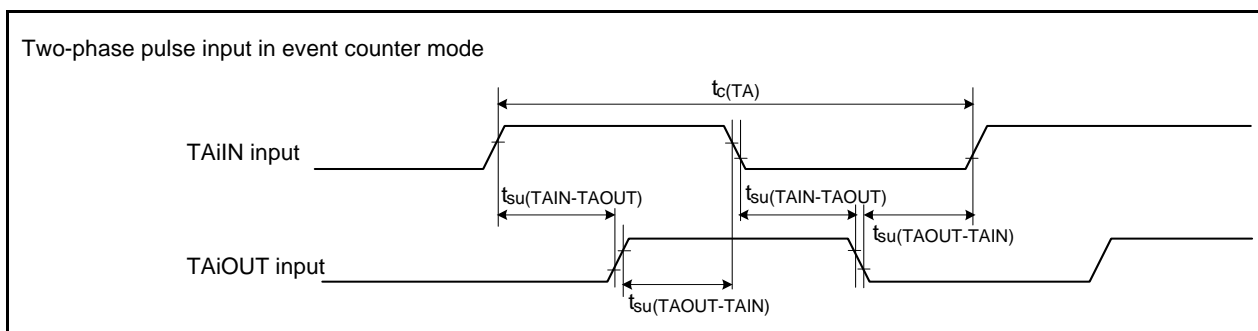 Two-phase pulse input in event counter mode
tc(TA)
TAiIN input
tsu(TAIN-TAOUT)
tsu(TAIN-TAOUT)
tsu(TAOUT-TAIN)
TAiOUT input
tsu(TAOUT-TAIN)